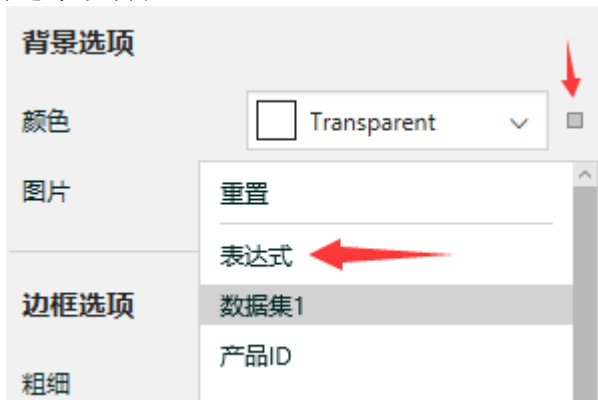 背景选项
颜色
Transparent
图片
重置
表达式
边框选项
数据集1
产品ID
粗细